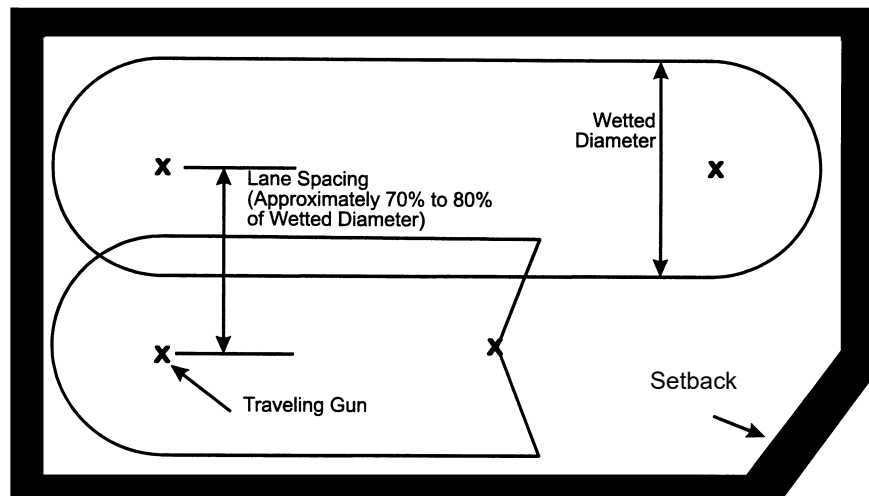 Wetted
Diameter
Lane Spacing
(Approximately 70% to 80%
of Wetted Diameter)
Setback
Traveling Gun